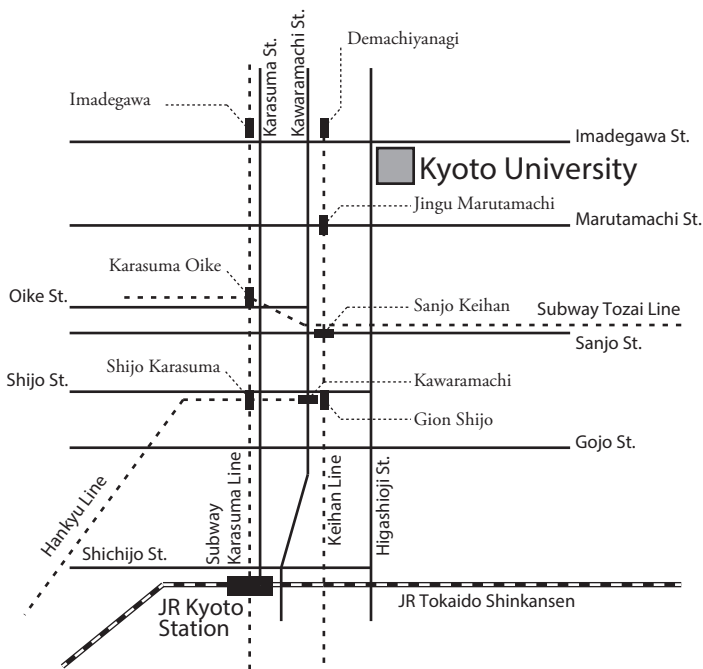 Demachiyanagi
Karasuma St.
Kawaramachi St.
Imadegawa
Imadegawa St.
Kyoto University
Jingu Marutamachi
Marutamachi St.
Karasuma Oike
Oike St.
Sanjo Keihan
Subway Tozai Line
Sanjo St.
Shijo Karasuma
Shijo St.
Kawaramachi
Gion Shijo
Gojo St.
Hankyu Line
Subway
Karasuma Line
Keihan Line
Higashioji St.
Shichijo St.
JR Kyoto
Station
JR Tokaido Shinkansen